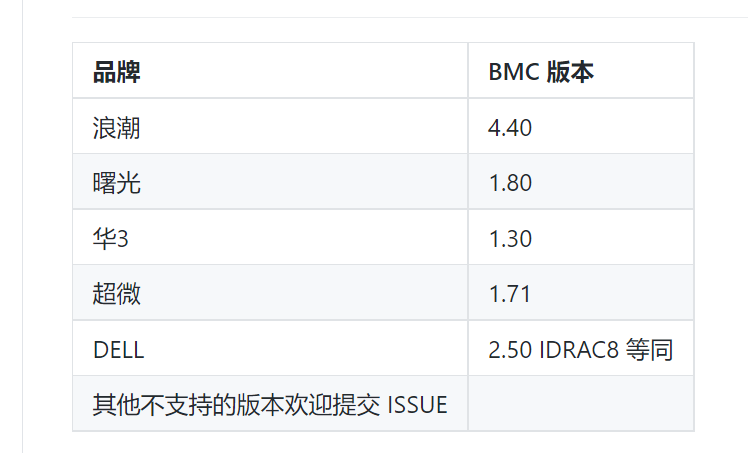 品牌 BMC 版本
浪潮 4.40
曙光 1.80
华3 1.30
超微 1.71
DELL 2.50 IDRAC8 等同
其他不支持的版本欢迎提交 ISSUE